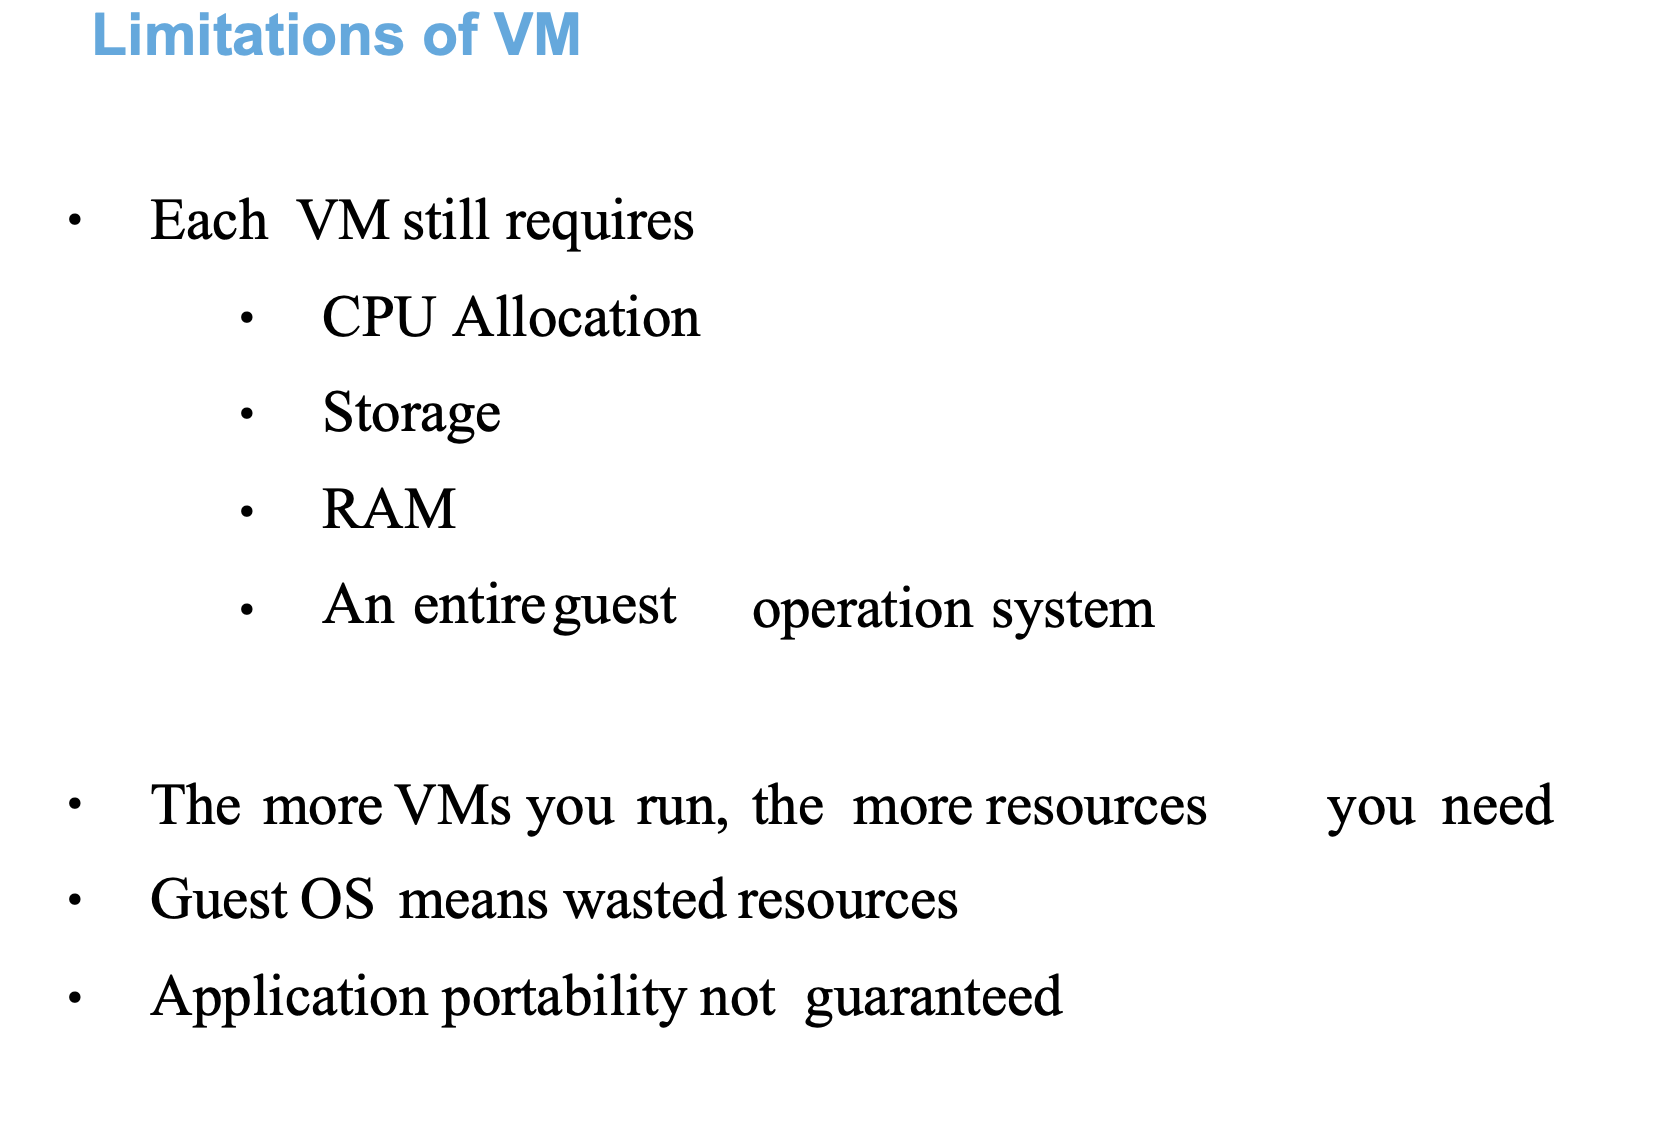 Limitations of VM
• Each VM still requires
• CPU Allocation
• Storage
• RAM
• An entire guest operation system
• The more VMs you run, the more resources you need
• Guest OS means wasted resources
• Application portability not guaranteed